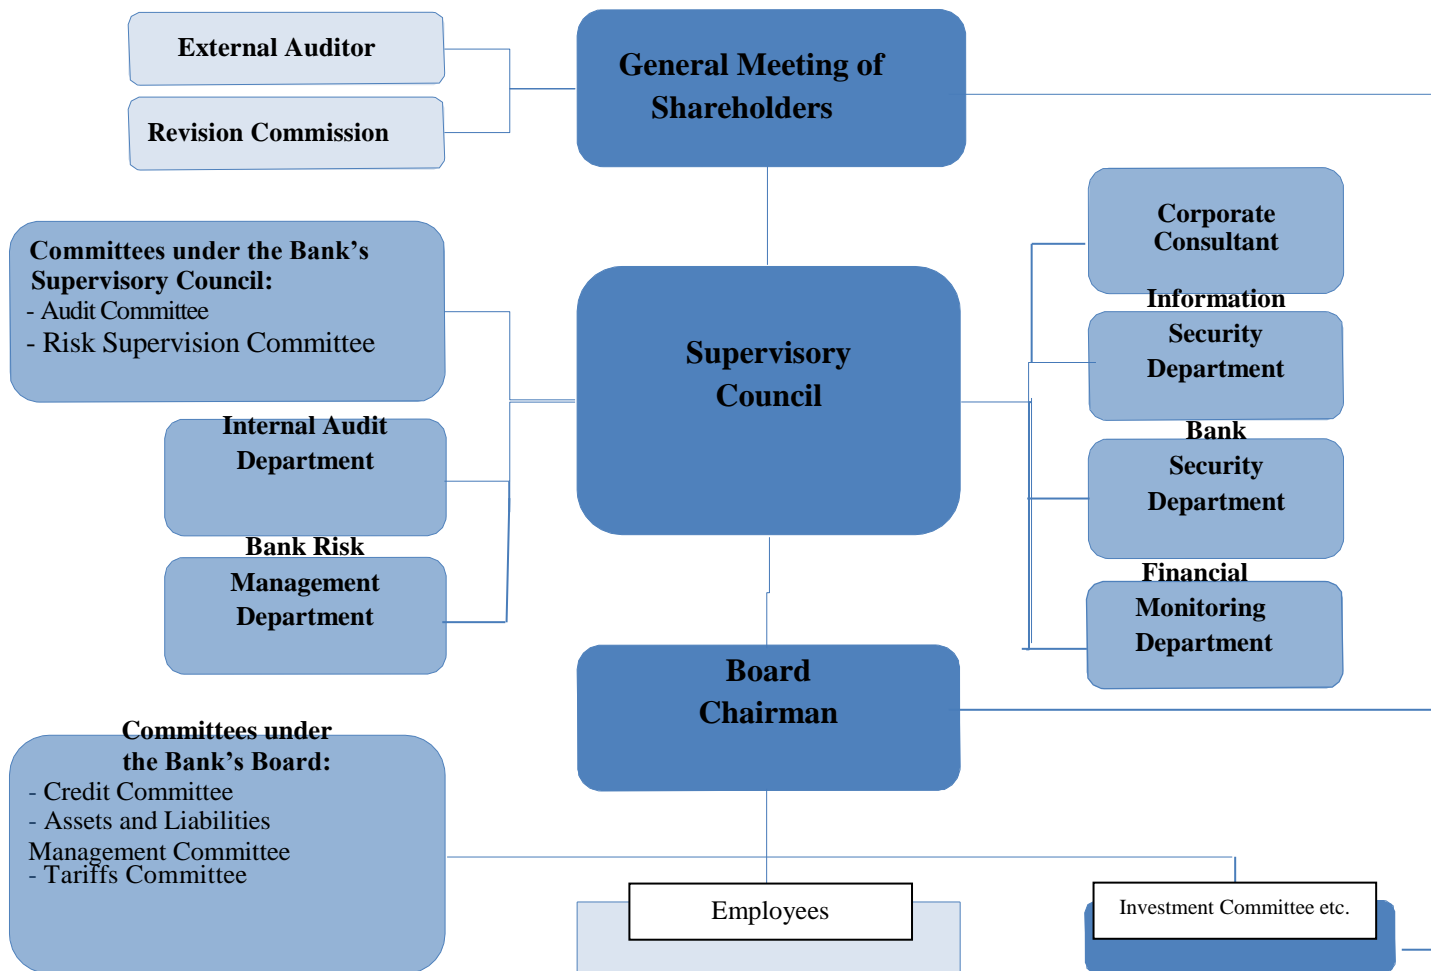 External Auditor
Revision Commission
General Meeting of
Shareholders
Committees under the Bank’s
Supervisory Council:
- Audit Committee
- Risk Supervision Committee
Internal Audit
Department
Bank Risk
Management
Department
Supervisory
Council
Corporate
Consultant
Information
Security
Department
Bank
Security
Department
Financial
Monitoring
Department
Board
Chairman
Committees under
the Bank’s Board:
- Credit Committee
- Assets and Liabilities
Management Committee
- Tariffs Committee
Employees
Investment Committee etc.